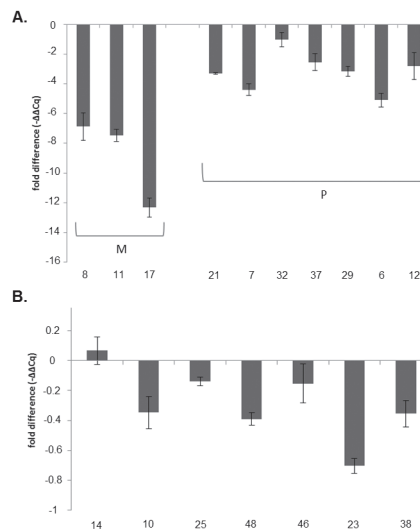 A.
fold difference (-ΔΔCq)
0
-2
-4
-6
-8
-10
-12
-14
-16
M
P
8 11 17 21 7 32 37 29 6 12
B.
fold difference (-ΔΔCq)
0.2
0
-0.2
-0.4
-0.6
-0.8
-1
14 10 25 48 46 23 38